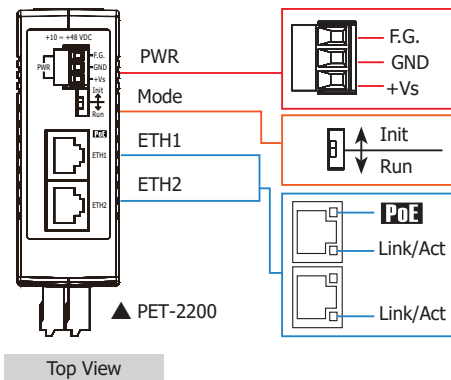 +10 ~ +48 VDC
F.G.
PWR
GND
+Vs
Init
Run
PoE
ETH1
ETH2
PWR
Mode
ETH1
ETH2
F.G.
GND
+Vs
Init
Run
PoE
Link/Act
Link/Act
▲ PET-2200
Top View